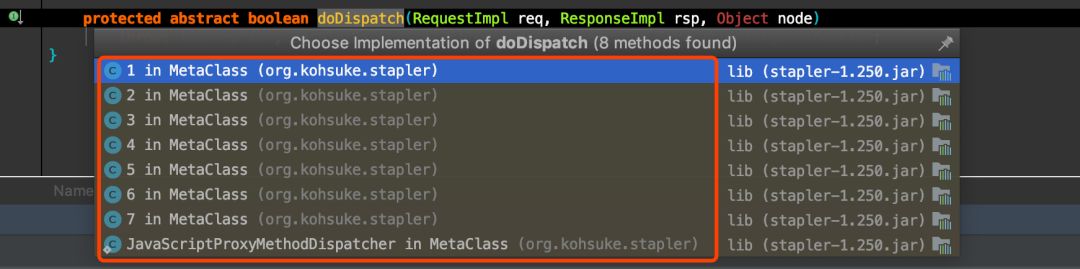 protected abstract boolean doDispatch(RequestImpl req, ResponseImpl rsp, Object node)
Choose Implementation of doDispatch (8 methods found)
}
1 in MetaClass (org.kohsuke.stapler) lib (stapler-1.250.jar)
2 in MetaClass (org.kohsuke.stapler) lib (stapler-1.250.jar)
3 in MetaClass (org.kohsuke.stapler) lib (stapler-1.250.jar)
4 in MetaClass (org.kohsuke.stapler) lib (stapler-1.250.jar)
5 in MetaClass (org.kohsuke.stapler) lib (stapler-1.250.jar)
6 in MetaClass (org.kohsuke.stapler) lib (stapler-1.250.jar)
Name
7 in MetaClass (org.kohsuke.stapler) lib (stapler-1.250.jar)
JavaScriptProxyMethodDispatcher in MetaClass (org.kohsuke.stapler) lib (stapler-1.250.jar)